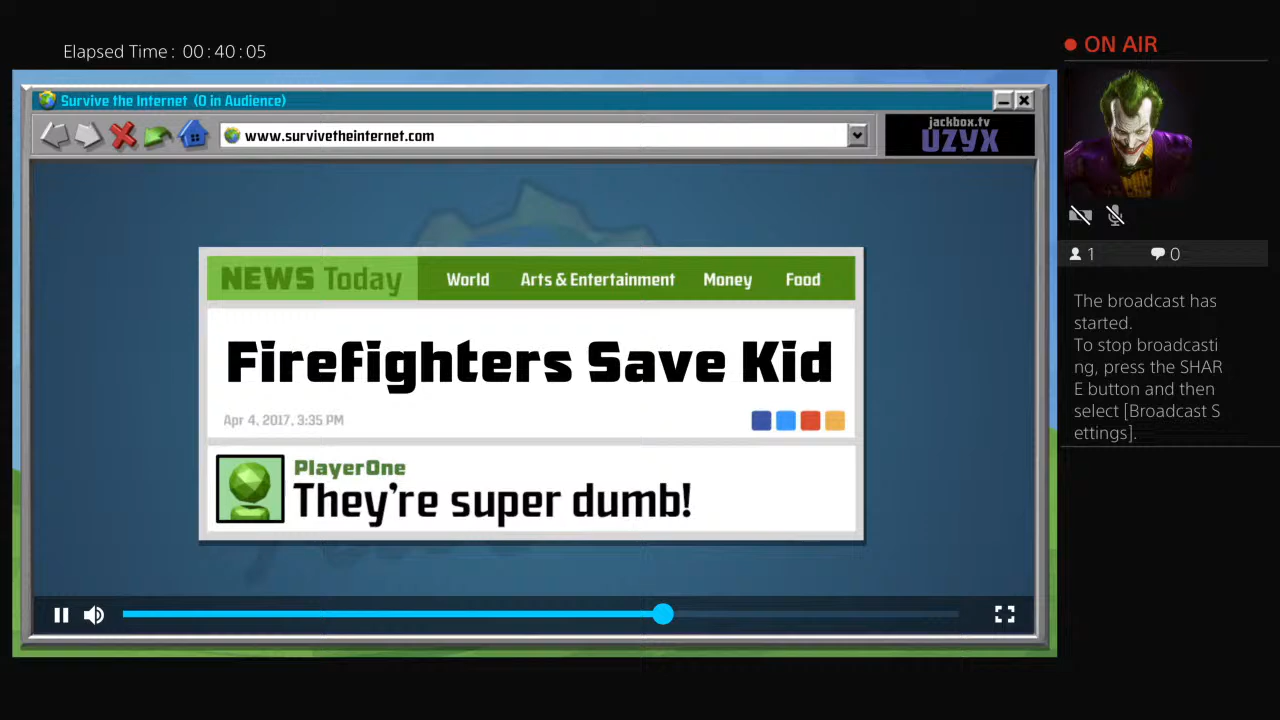 Elapsed Time: 00:40:05
ON AIR
Survive the Internet (0 in Audience)
www.survivetheinternet.com
jackbox.tv
UZYX
NEWS Today World Arts & Entertainment Money Food
Firefighters Save Kid
Apr 4, 2017, 3:35 PM
PlayerOne
They're super dumb!
1 0
The broadcast has
started.
To stop broadcasti
ng, press the SHAR
E button and then
select [Broadcast S
ettings].